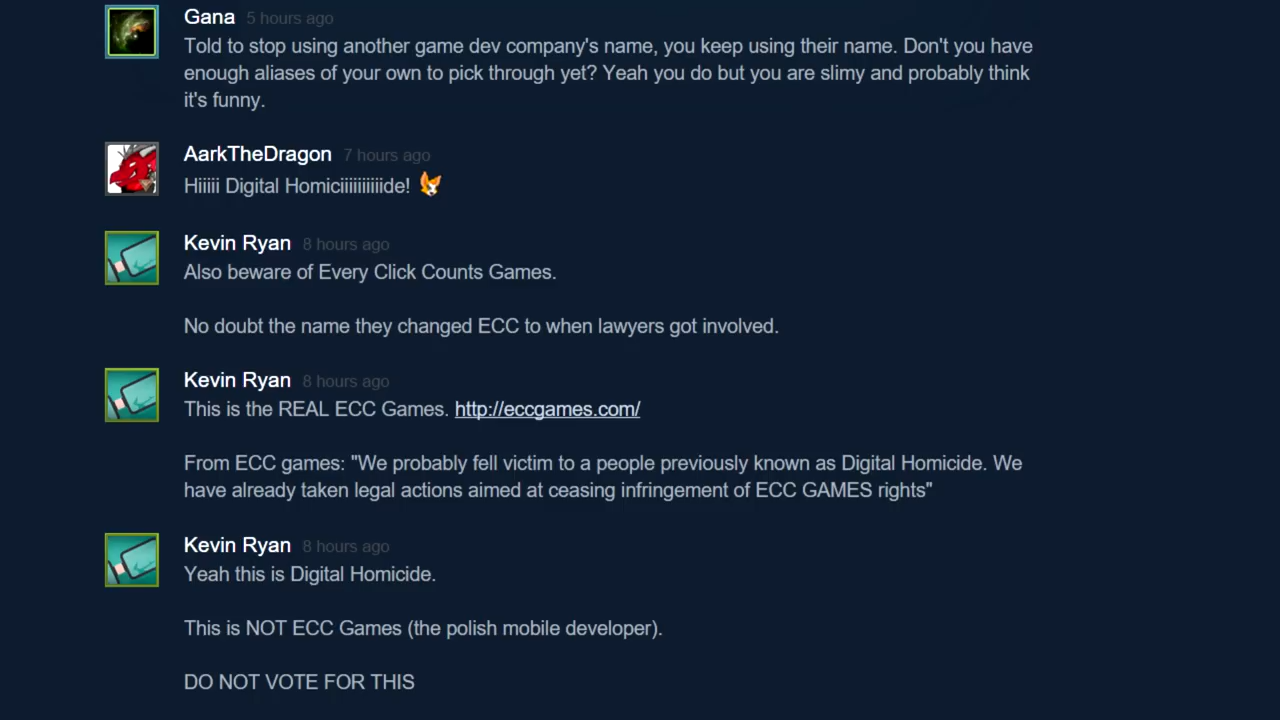 Gana 5 hours ago
Told to stop using another game dev company's name, you keep using their name. Don't you have
enough aliases of your own to pick through yet? Yeah you do but you are slimy and probably think
it's funny.
AarkTheDragon 7 hours ago
Hiiiii Digital Homiciiiiiiiiiide!
Kevin Ryan 8 hours ago
Also beware of Every Click Counts Games.
No doubt the name they changed ECC to when lawyers got involved.
Kevin Ryan 8 hours ago
This is the REAL ECC Games. http://eccgames.com/
From ECC games: "We probably fell victim to a people previously known as Digital Homicide. We
have already taken legal actions aimed at ceasing infringement of ECC GAMES rights"
Kevin Ryan 8 hours ago
Yeah this is Digital Homicide.
This is NOT ECC Games (the polish mobile developer).
DO NOT VOTE FOR THIS